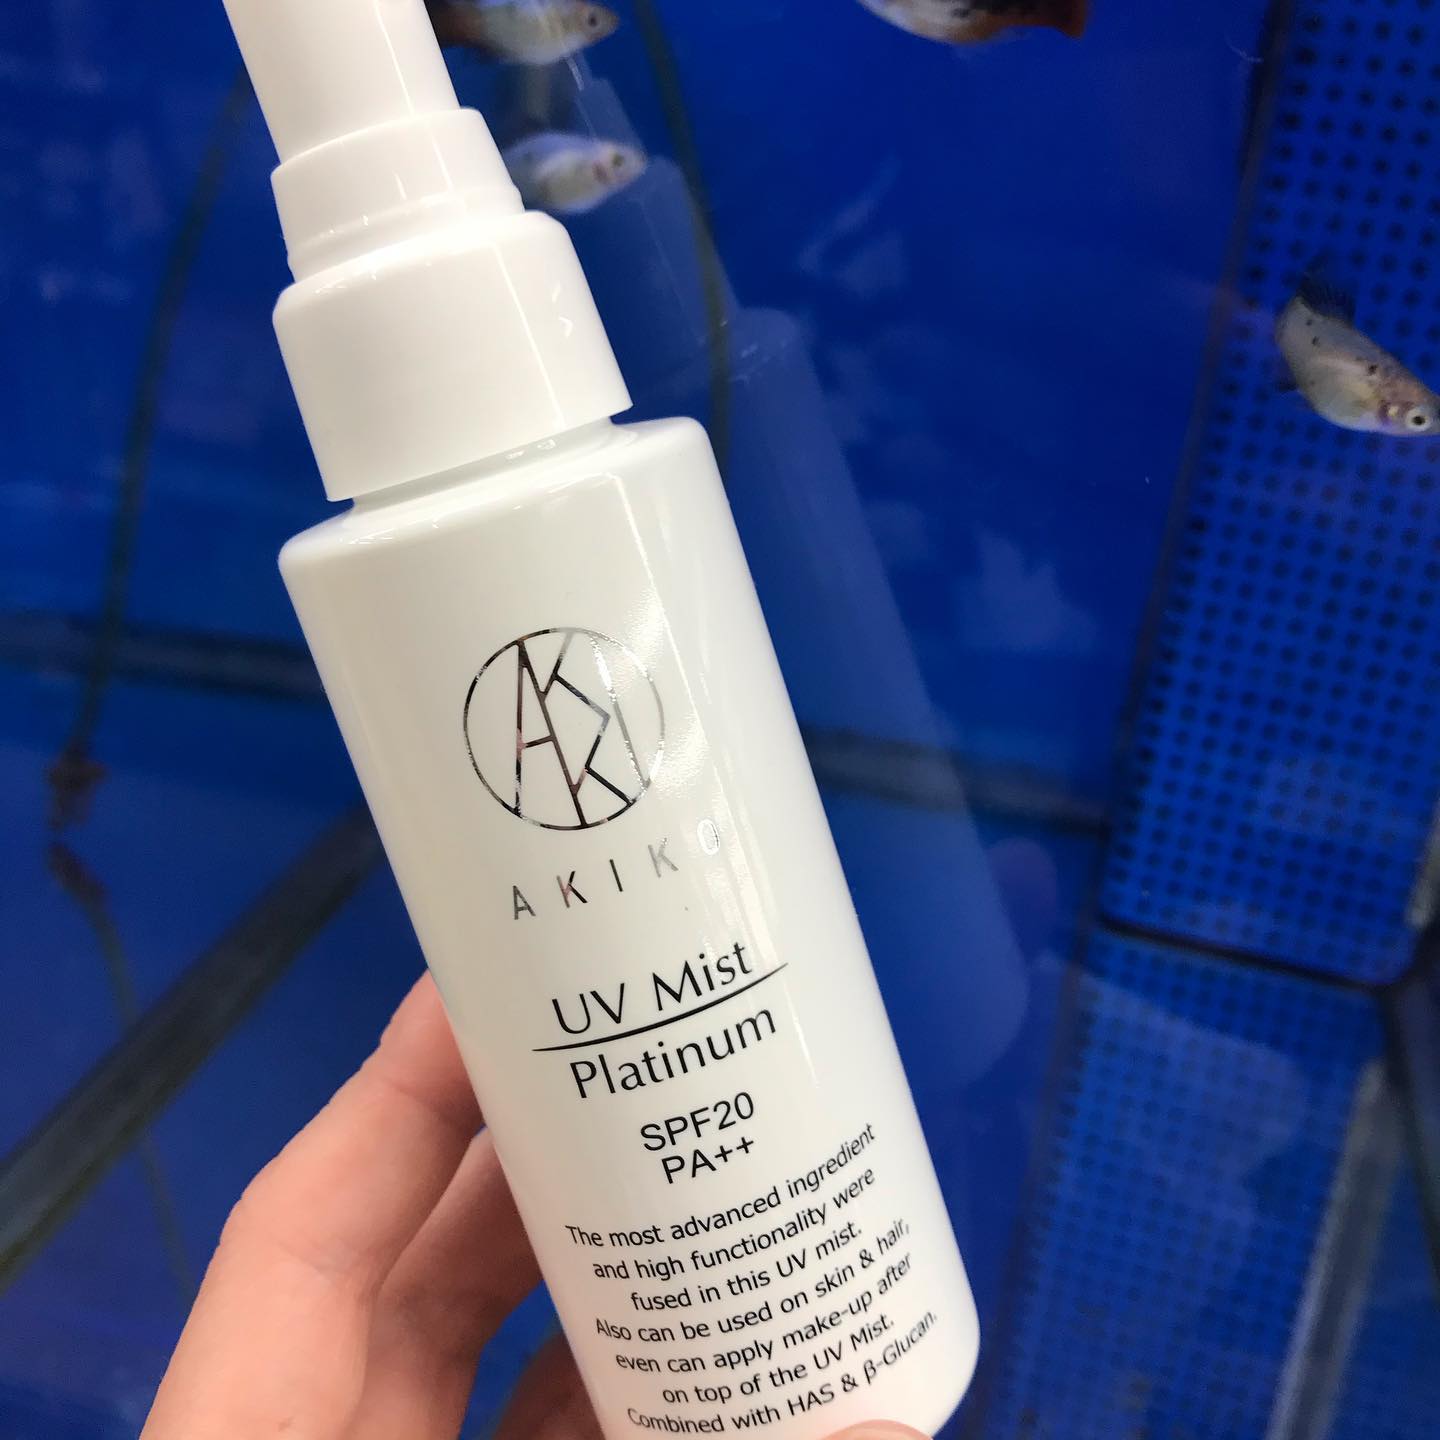 AKIKO
UV Mist
Platinum
SPF20
PA++
The most advanced ingredient
and high functionality were
fused in this UV mist.
Also can be used on skin & hair,
even can apply make-up after
on top of the UV Mist.
Combined with HAS & β-Glucan.